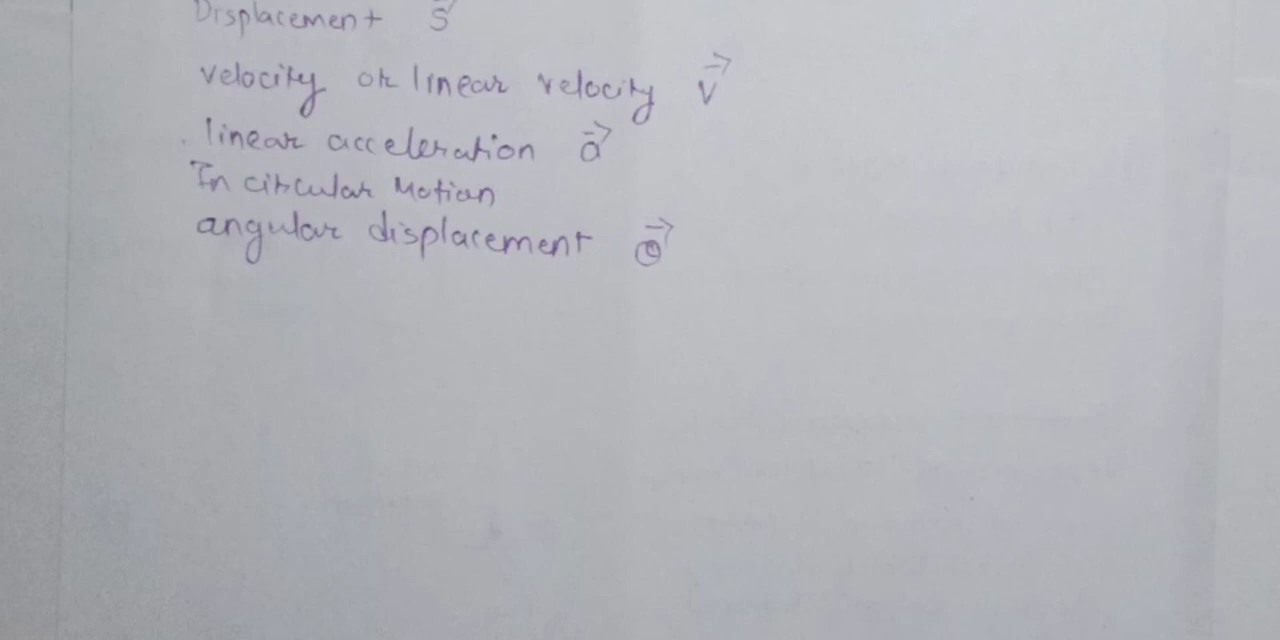 Displacement S⃗
velocity or linear velocity v⃗
linear acceleration a⃗
In circular Motion
angular displacement θ⃗